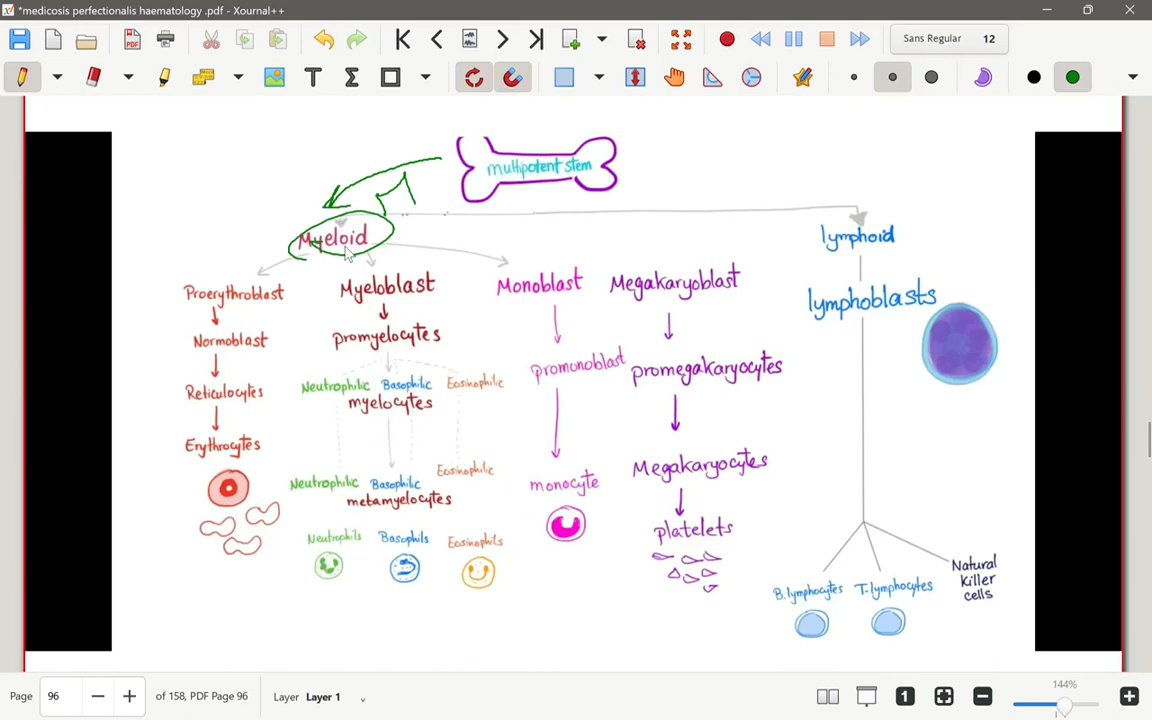 *medicosis perfectionalis haematology .pdf - Xournal++
Sans Regular 12
multipotent stem
Myeloid
lymphoid
Proerythroblast
Normoblast
Reticulocytes
Erythrocytes
Myeloblast
promyelocytes
Neutrophilic Basophilic Eosinophilic
myelocytes
Neutrophilic Basophilic Eosinophilic
metamyelocytes
Neutrophils Basophils Eosinophils
Monoblast
promonoblast
monocyte
Megakaryoblast
promegakaryocytes
Megakaryocytes
platelets
lymphoblasts
B.lymphocytes T.lymphocytes
Natural
killer
cells
Page 96 of 158, PDF Page 96 Layer Layer 1
1
144%